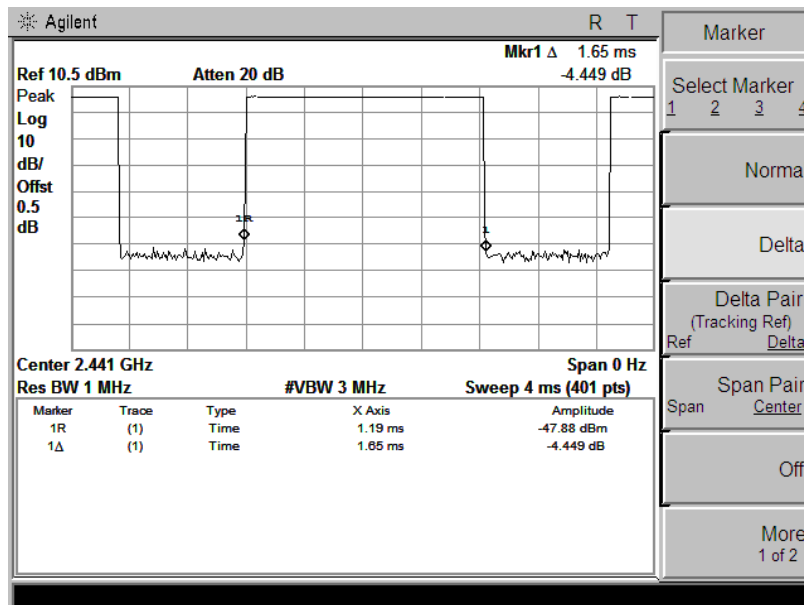 Agilent R T
Mkr1 Δ 1.65 ms
Ref 10.5 dBm Atten 20 dB -4.449 dB
Peak
Log
10
dB/
Offst
0.5
dB
1R
1
Center 2.441 GHz Span 0 Hz
Res BW 1 MHz #VBW 3 MHz Sweep 4 ms (401 pts)
Marker Trace Type X Axis Amplitude
1R (1) Time 1.19 ms -47.88 dBm
1Δ (1) Time 1.65 ms -4.449 dB
Marker
Select Marker
1 2 3 4
Norma
Delta
Delta Pair
(Tracking Ref)
Ref Delta
Span Pair
Span Center
Off
More
1 of 2